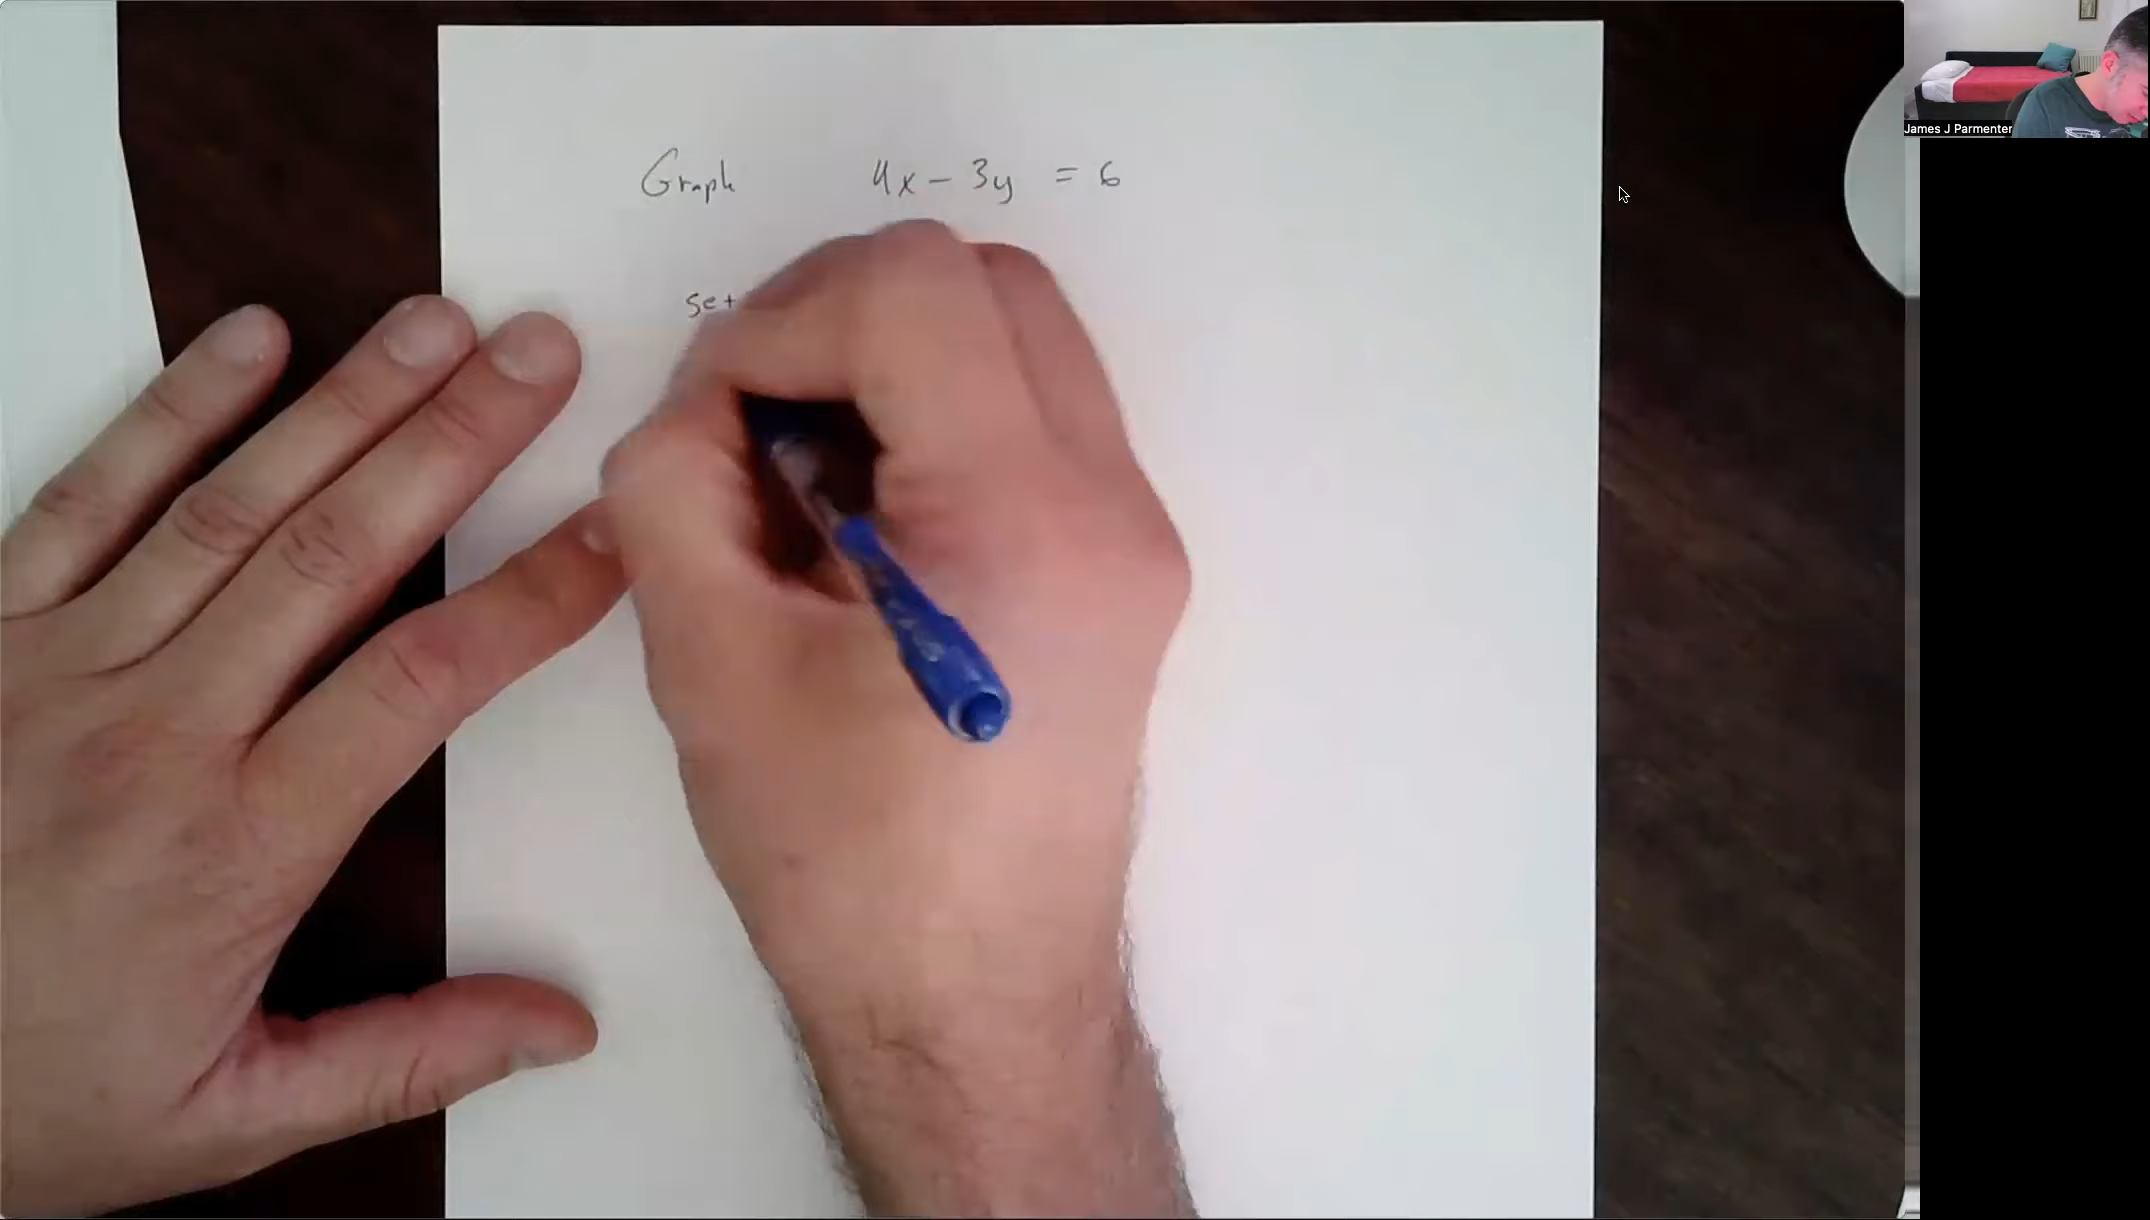 Graph 4x - 3y = 6
set
James J Parmenter